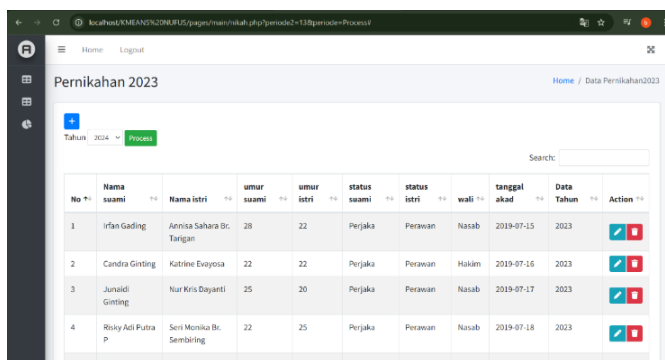 localhost/KMEANS%20NUFUS/pages/main/nikah.php?periode2=13&periode=Process#
Home Logout
Pernikahan 2023
Home / Data Pernikahan2023
+
Tahun 2024 Process
Search:
No Nama suami Nama istri umur suami umur istri status suami status istri wali tanggal akad Data Tahun Action
1 Irfan Gading Annisa Sahara Br. Tarigan 28 22 Perjaka Perawan Nasab 2019-07-15 2023
2 Candra Ginting Katrine Evayosa 22 22 Perjaka Perawan Hakim 2019-07-16 2023
3 Junaidi Ginting Nur Kris Dayanti 25 20 Perjaka Perawan Nasab 2019-07-17 2023
4 Risky Adi Putra P Seri Monika Br. Sembiring 22 25 Perjaka Perawan Nasab 2019-07-18 2023